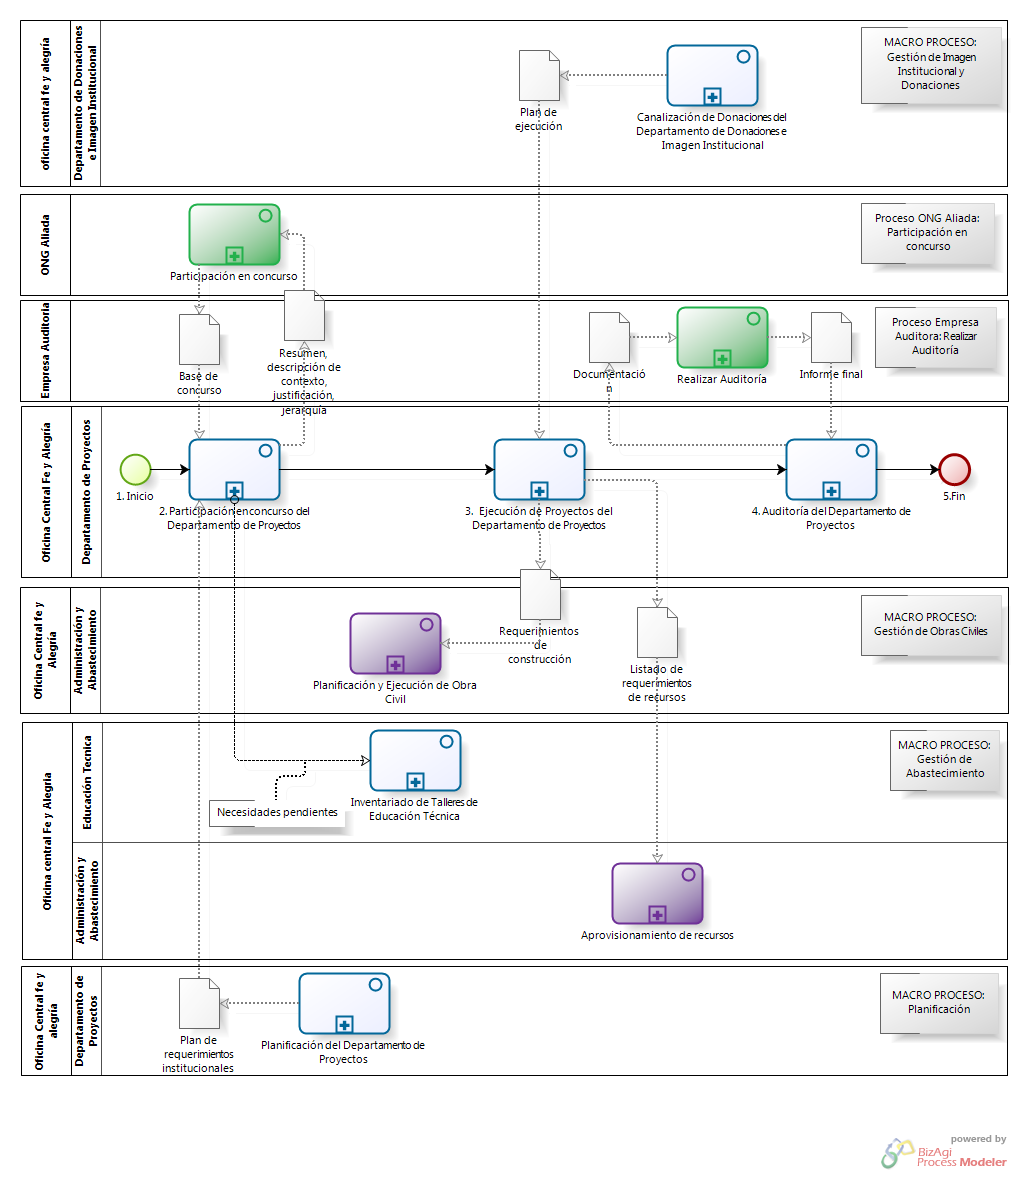 oficina central fe y alegría
Departamento de Donaciones
e Imagen Institucional
Plan de
ejecución
Canalización de Donaciones del
Departamento de Donaciones e
Imagen Institucional
MACRO PROCESO:
Gestión de Imagen
Institucional y
Donaciones
ONG Aliada
Participación en concurso
Proceso ONG Aliada:
Participación en
concurso
Empresa Auditoria
Base de
concurso
Resumen,
descripción de
contexto,
justificación,
jerarquía
Documentació
n
Realizar Auditoría
Informe final
Proceso Empresa
Auditora: Realizar
Auditoría
Oficina Central Fe y Alegría
Departamento de Proyectos
1. Inicio
2. Participación en concurso del
Departamento de Proyectos
3. Ejecución de Proyectos del
Departamento de Proyectos
4. Auditoría del Departamento de
Proyectos
5.Fin
Oficina Central fe y
Alegría
Administración y
Abastecimiento
Planificación y Ejecución de Obra
Civil
Requerimientos
de
construcción
Listado de
requerimientos
de recursos
MACRO PROCESO:
Gestión de Obras Civiles
Oficina central Fe y Alegría
Educación Tecnica
Necesidades pendientes
Inventariado de Talleres de
Educación Técnica
MACRO PROCESO:
Gestión de
Abastecimiento
Administración y
Abastecimiento
Aprovisionamiento de recursos
Oficina Central fe y
alegría
Departamento de
Proyectos
Plan de
requerimientos
institucionales
Planificación del Departamento de
Proyectos
MACRO PROCESO:
Planificación
powered by
BizAgi
Process Modeler